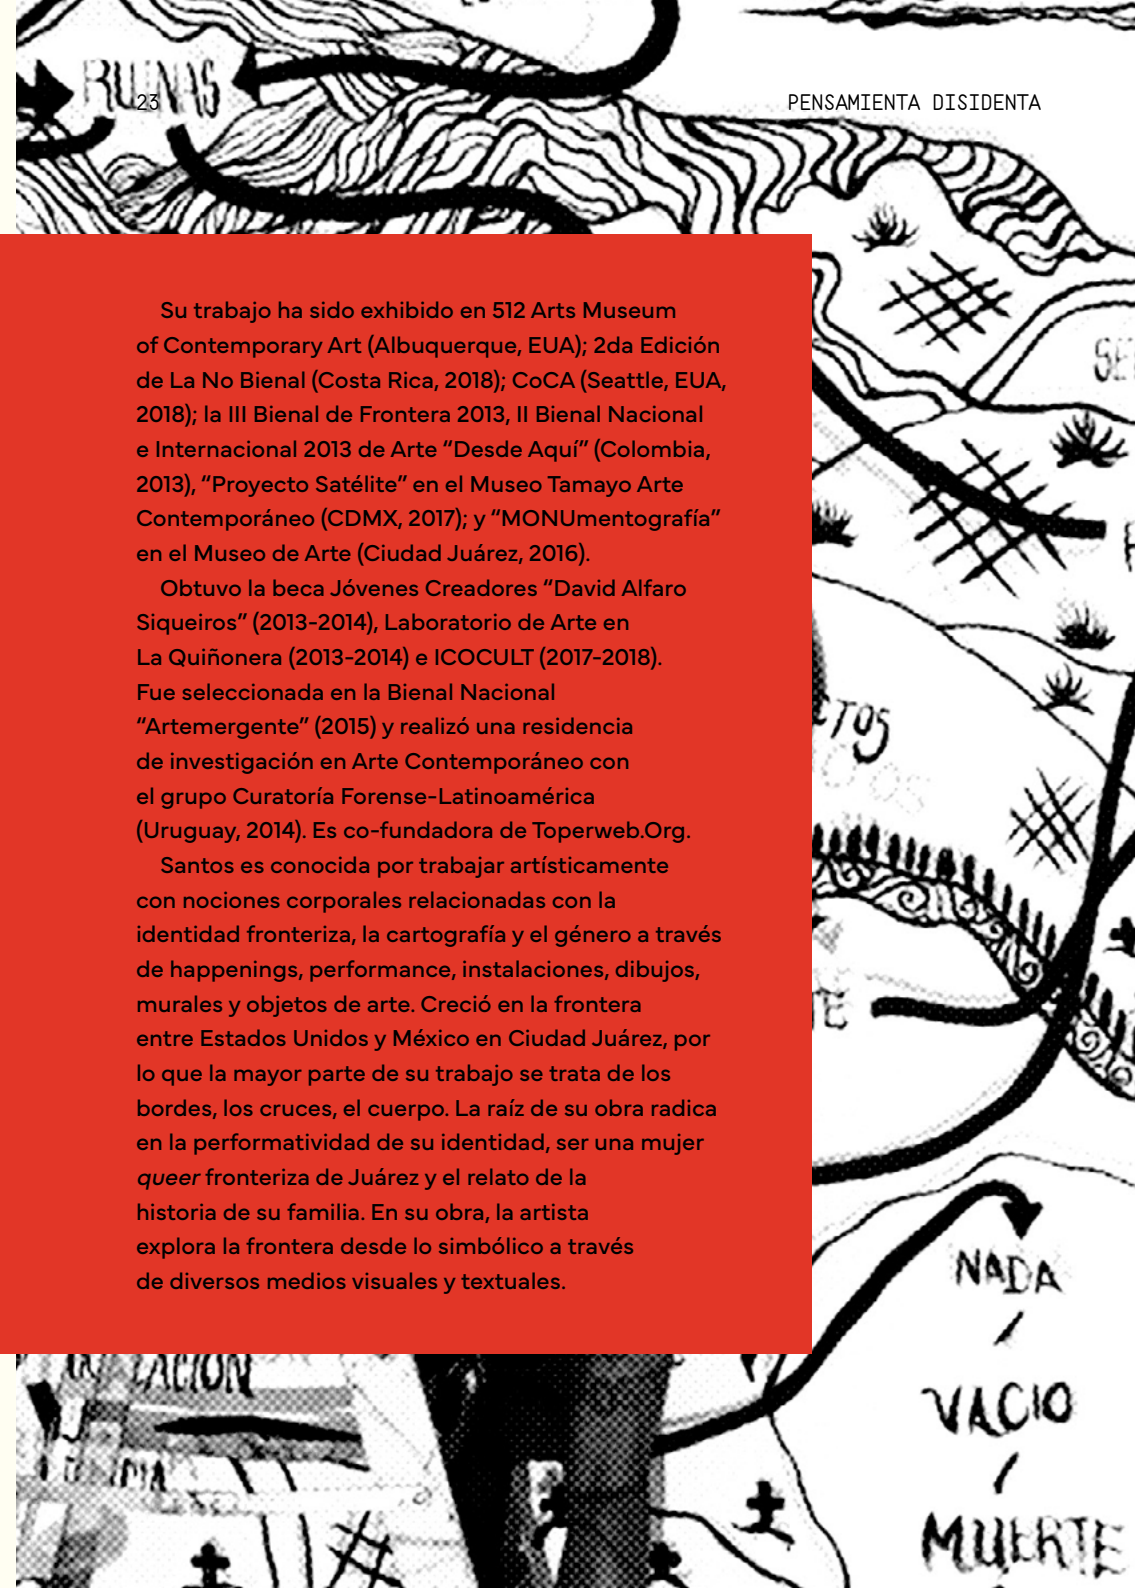 RUINAS
23
PENSAMIENTA DISIDENTA
Su trabajo ha sido exhibido en 512 Arts Museum
of Contemporary Art (Albuquerque, EUA); 2da Edición
de La No Bienal (Costa Rica, 2018); CoCA (Seattle, EUA,
2018); la III Bienal de Frontera 2013, II Bienal Nacional
e Internacional 2013 de Arte “Desde Aquí” (Colombia,
2013), “Proyecto Satélite” en el Museo Tamayo Arte
Contemporáneo (CDMX, 2017); y “MONUmentografía”
en el Museo de Arte (Ciudad Juárez, 2016).
Obtuvo la beca Jóvenes Creadores “David Alfaro
Siqueiros” (2013-2014), Laboratorio de Arte en
La Quiñonera (2013-2014) e ICOCULT (2017-2018).
Fue seleccionada en la Bienal Nacional
“Artemergente” (2015) y realizó una residencia
de investigación en Arte Contemporáneo con
el grupo Curatoría Forense-Latinoamérica
(Uruguay, 2014). Es co-fundadora de Toperweb.Org.
Santos es conocida por trabajar artísticamente
con nociones corporales relacionadas con la
identidad fronteriza, la cartografía y el género a través
de happenings, performance, instalaciones, dibujos,
murales y objetos de arte. Creció en la frontera
entre Estados Unidos y México en Ciudad Juárez, por
lo que la mayor parte de su trabajo se trata de los
bordes, los cruces, el cuerpo. La raíz de su obra radica
en la performatividad de su identidad, ser una mujer
queer fronteriza de Juárez y el relato de la
historia de su familia. En su obra, la artista
explora la frontera desde lo simbólico a través
de diversos medios visuales y textuales.
NADA
VACIO
MUERTE